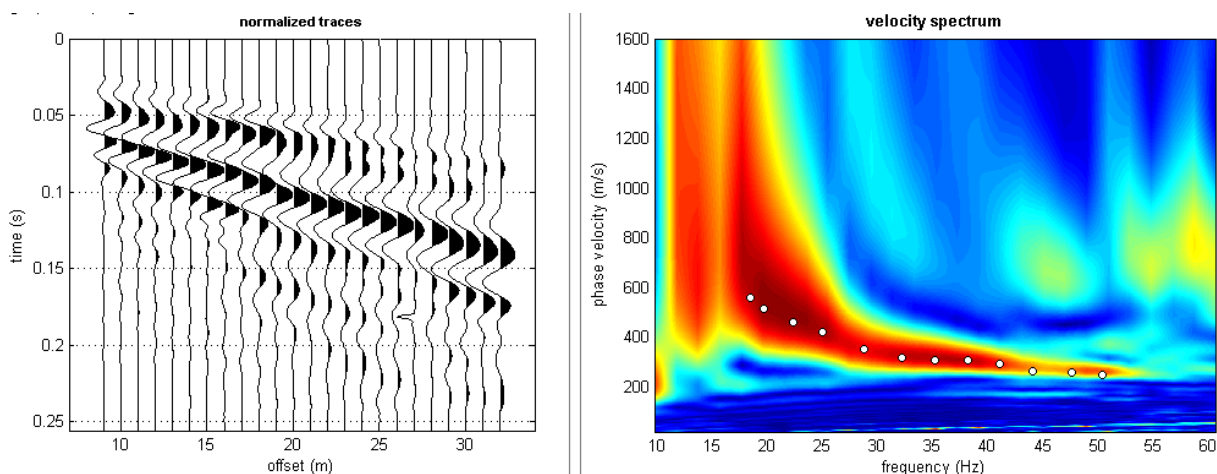 normalized traces
0
0.05
0.1
0.15
0.2
0.25
time (s)
10 15 20 25 30
offset (m)
velocity spectrum
1600
1400
1200
1000
800
600
400
200
phase velocity (m/s)
10 15 20 25 30 35 40 45 50 55 60
frequency (Hz)